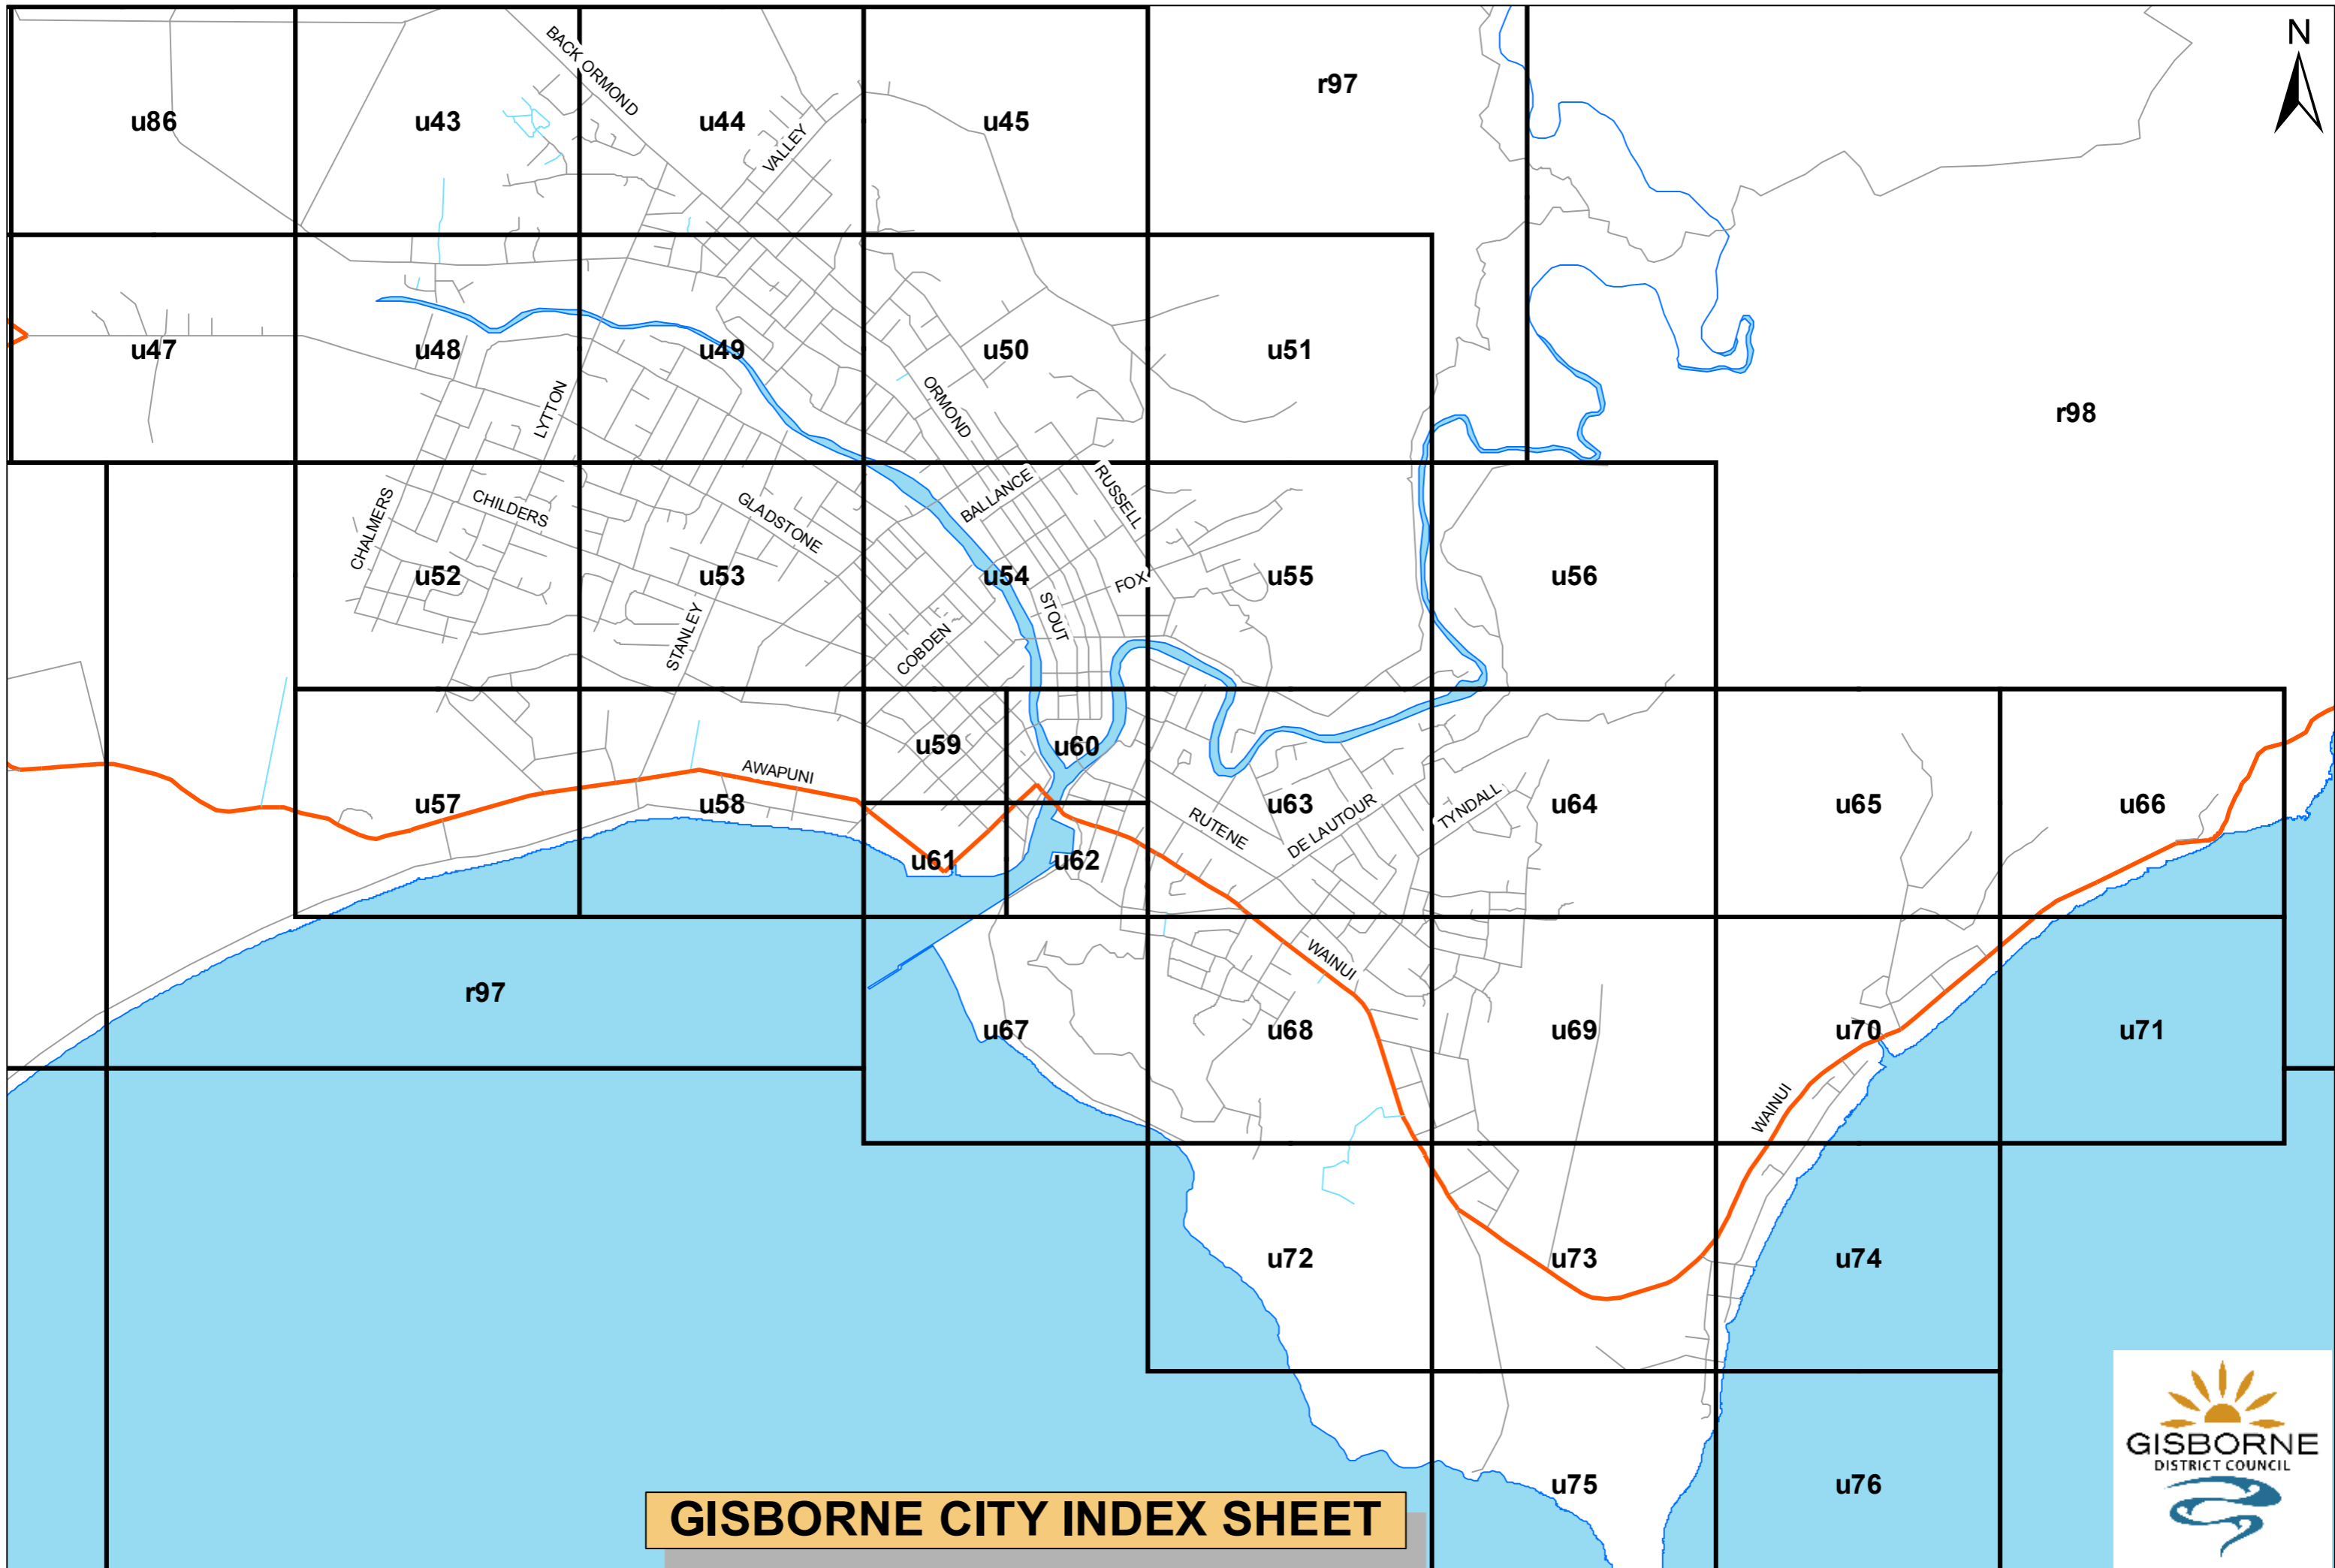 N
BACK ORMOND
r97
u86
u43
u44
u45
VALLEY
u47
u48
u49
u50
u51
LYTTON
ORMOND
r98
CHALMERS
CHILDERS
GLADSTONE
BALLANCE
RUSSELL
u52
u53
u54
FOX
u55
u56
STANLEY
COBDEN
STOUT
u59
u60
AWAPUNI
u57
u58
u63
u64
u65
u66
RUTENE
DE LAUTOUR
TYNDALL
u61
u62
WAINUI
r97
u67
u68
u69
u70
u71
WAINUI
u72
u73
u74
u75
u76
GISBORNE
DISTRICT COUNCIL
GISBORNE CITY INDEX SHEET